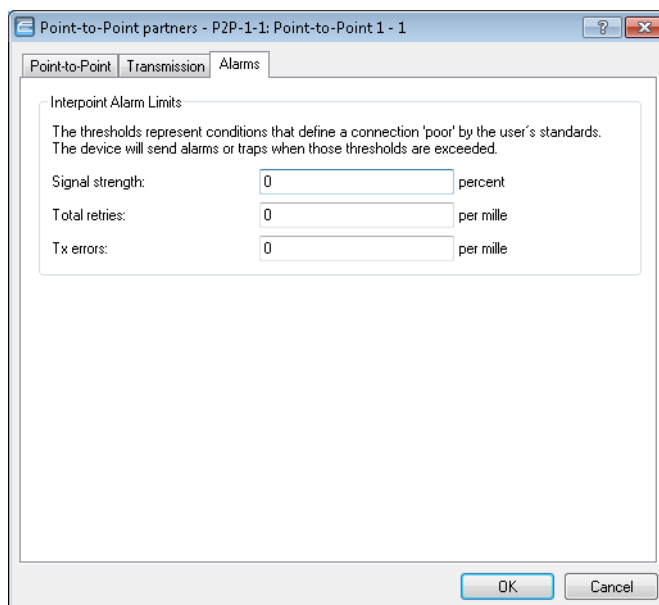 Point-to-Point partners - P2P-1-1: Point-to-Point 1 - 1
Point-to-Point Transmission Alarms
Interpoint Alarm Limits
The thresholds represent conditions that define a connection 'poor' by the user´s standards.
The device will send alarms or traps when those thresholds are exceeded.
Signal strength: 0 percent
Total retries: 0 per mille
Tx errors: 0 per mille
OK Cancel